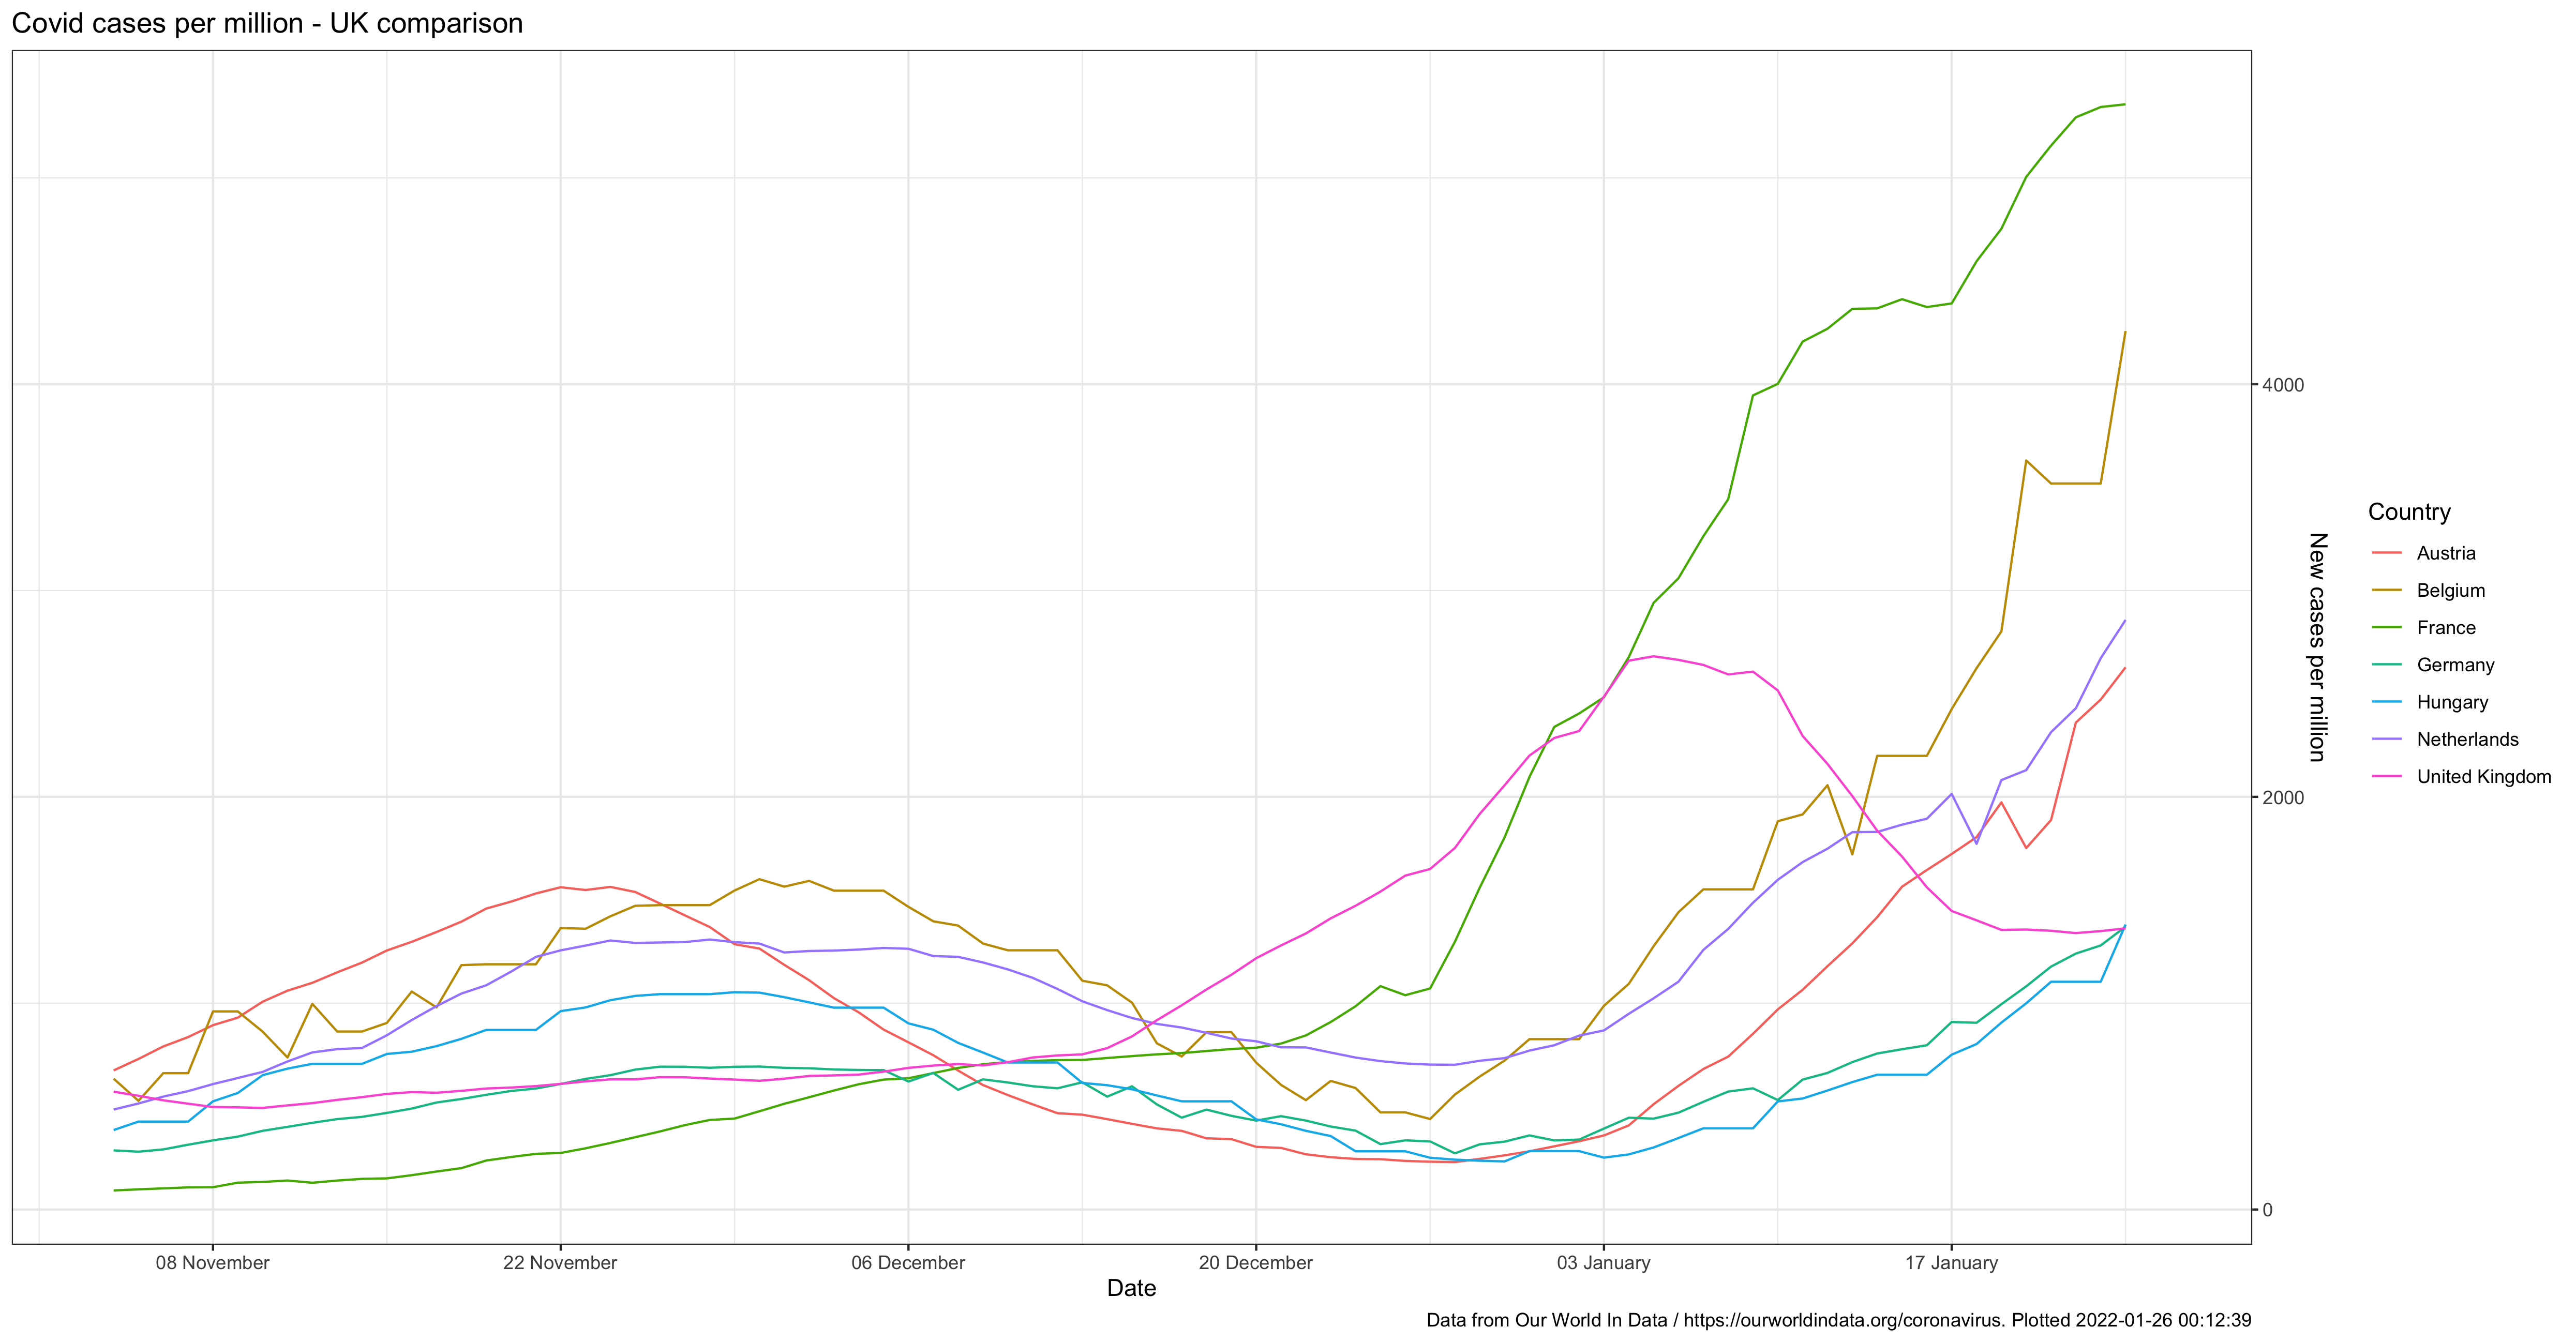 Covid cases per million - UK comparison
4000
2000
0
New cases per million
Country
Austria
Belgium
France
Germany
Hungary
Netherlands
United Kingdom
08 November
22 November
06 December
20 December
03 January
17 January
Date
Data from Our World In Data / https://ourworldindata.org/coronavirus. Plotted 2022-01-26 00:12:39